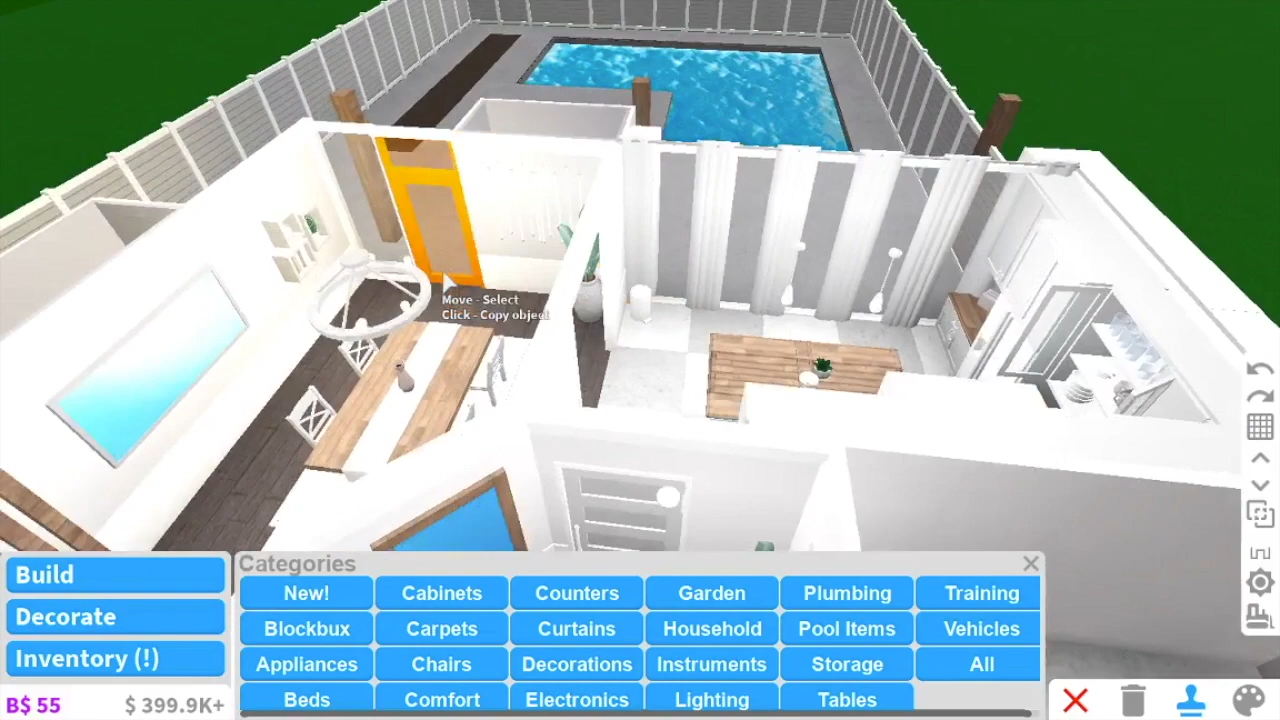 Move - Select
Click - Copy object
Build
Decorate
Inventory (!)
B$ 55
$ 399.9K+
Categories
New!
Cabinets
Counters
Garden
Plumbing
Training
Blockbux
Carpets
Curtains
Household
Pool Items
Vehicles
Appliances
Chairs
Decorations
Instruments
Storage
All
Beds
Comfort
Electronics
Lighting
Tables